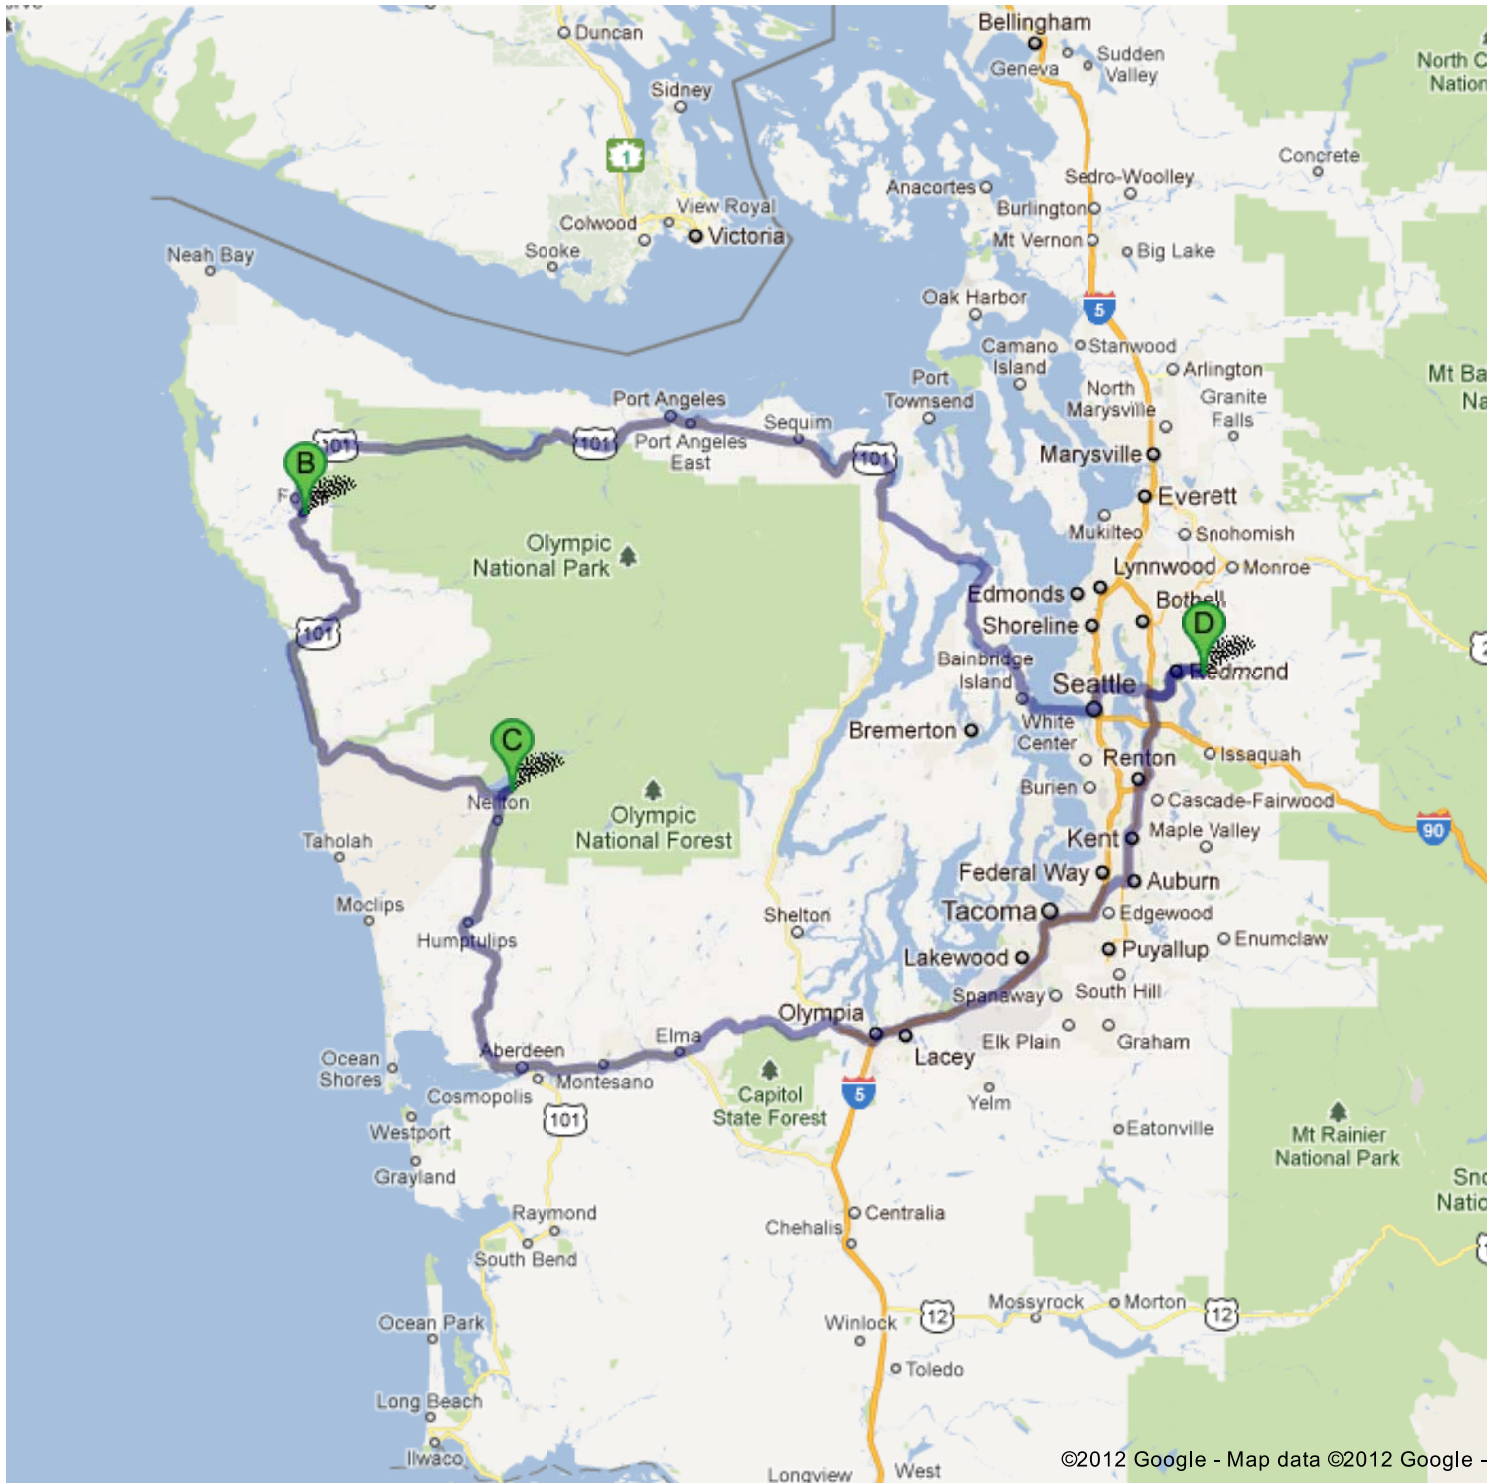 Bellingham
Duncan
Sudden
Valley
Geneva
North C
Nation
Sidney
1
Concrete
Sedro-Woolley
Anacortes
Burlington
View Royal
Colwood
Victoria
Mt Vernon
Big Lake
Neah Bay
Sooke
Oak Harbor
5
Camano
Island
Stanwood
Arlington
Mt Ba
Na
Port
Townsend
North
Marysville
Granite
Falls
Port Angeles
Sequim
101
101
Port Angeles
East
101
Marysville
B
Everett
Mukilteo
Snohomish
Olympic
National Park
Lynnwood
Monroe
Edmonds
Bothell
D
Shoreline
101
2
Bainbridge
Island
Redmond
Seattle
C
Bremerton
White
Center
Renton
Issaquah
Burien
Cascade-Fairwood
Neilton
Olympic
National Forest
Kent
Maple Valley
90
Taholah
Federal Way
Auburn
Moclips
Shelton
Tacoma
Edgewood
Humptulips
Enumclaw
Lakewood
Puyallup
Spanaway
South Hill
Olympia
Elma
Elk Plain
Graham
Aberdeen
Lacey
Ocean
Shores
Montesano
Cosmopolis
5
Capitol
State Forest
Yelm
101
Westport
Eatonville
Mt Rainier
National Park
Grayland
Sno
Natio
Raymond
Centralia
Chehalis
South Bend
Mossyrock
Morton
12
12
Ocean Park
Winlock
Toledo
Long Beach
Ilwaco
Longview
West
©2012 Google - Map data ©2012 Google -